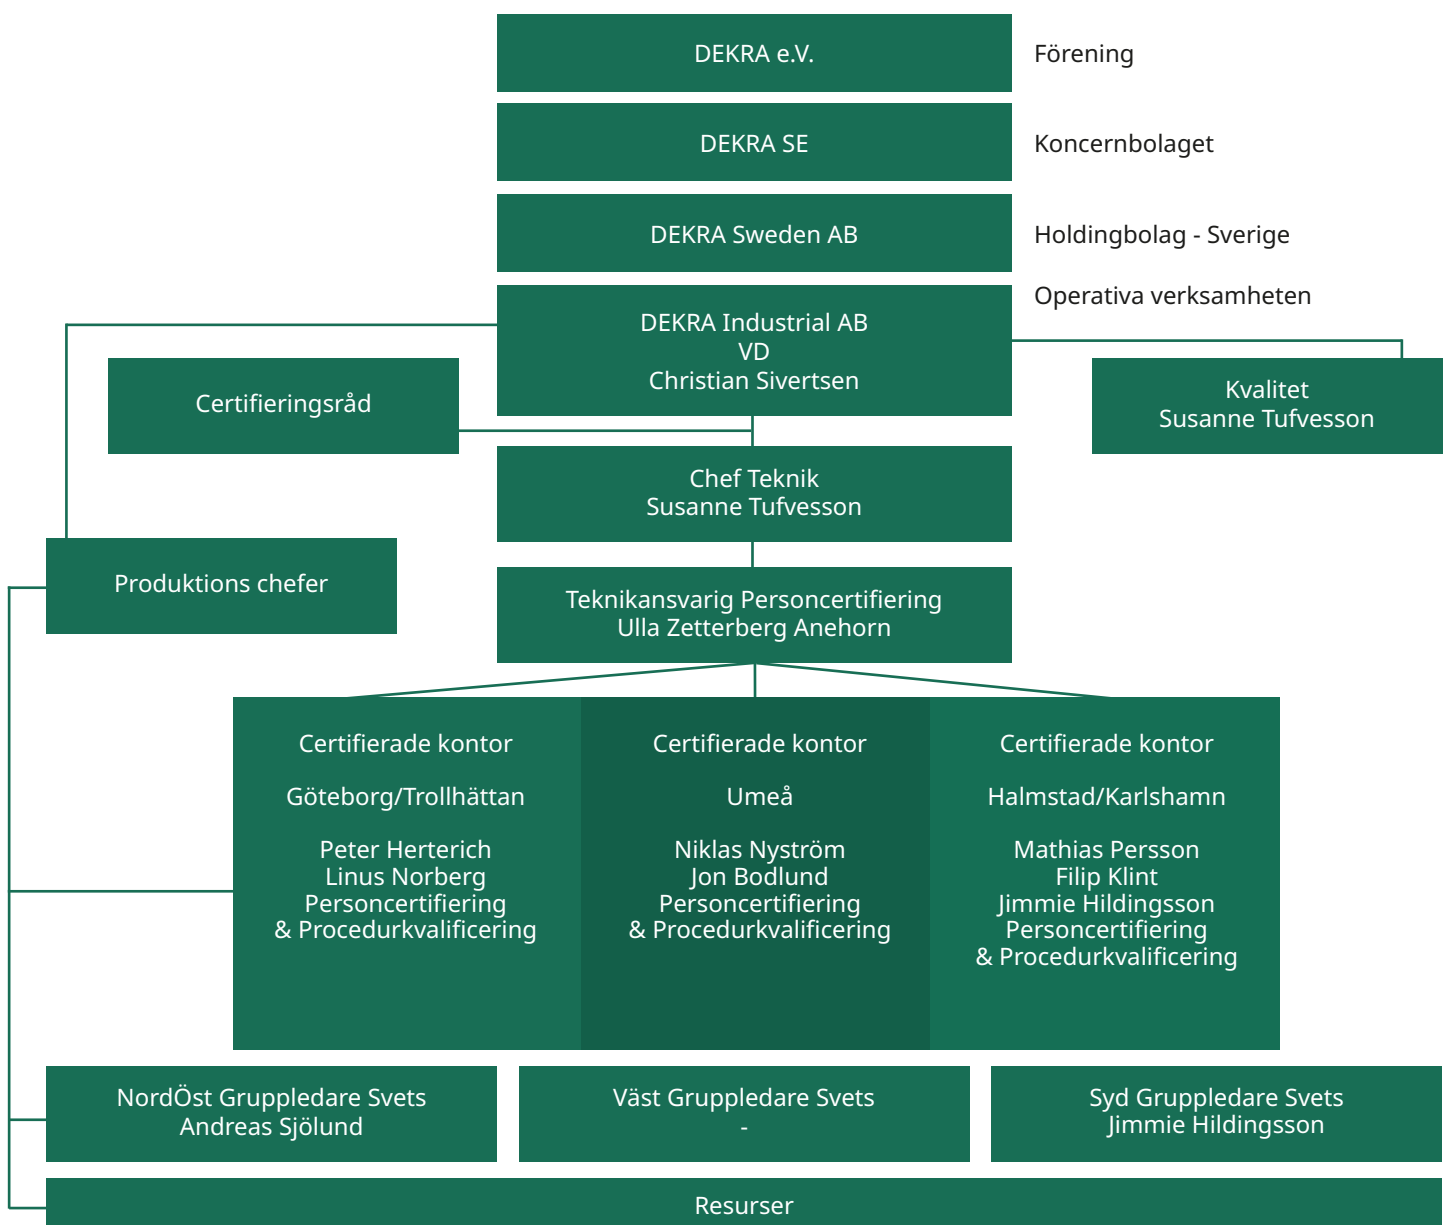 DEKRA e.V.
Förening
DEKRA SE
Koncernbolaget
DEKRA Sweden AB
Holdingbolag - Sverige
Operativa verksamheten
DEKRA Industrial AB
VD
Christian Sivertsen
Certifieringsråd
Kvalitet
Susanne Tufvesson
Chef Teknik
Susanne Tufvesson
Produktions chefer
Teknikansvarig Personcertifiering
Ulla Zetterberg Anehorn
Certifierade kontor
Göteborg/Trollhättan
Peter Herterich
Linus Norberg
Personcertifiering
& Procedurkvalificering
Certifierade kontor
Umeå
Niklas Nyström
Jon Bodlund
Personcertifiering
& Procedurkvalificering
Certifierade kontor
Halmstad/Karlshamn
Mathias Persson
Filip Klint
Jimmie Hildingsson
Personcertifiering
& Procedurkvalificering
NordÖst Gruppledare Svets
Andreas Sjölund
Väst Gruppledare Svets
-
Syd Gruppledare Svets
Jimmie Hildingsson
Resurser